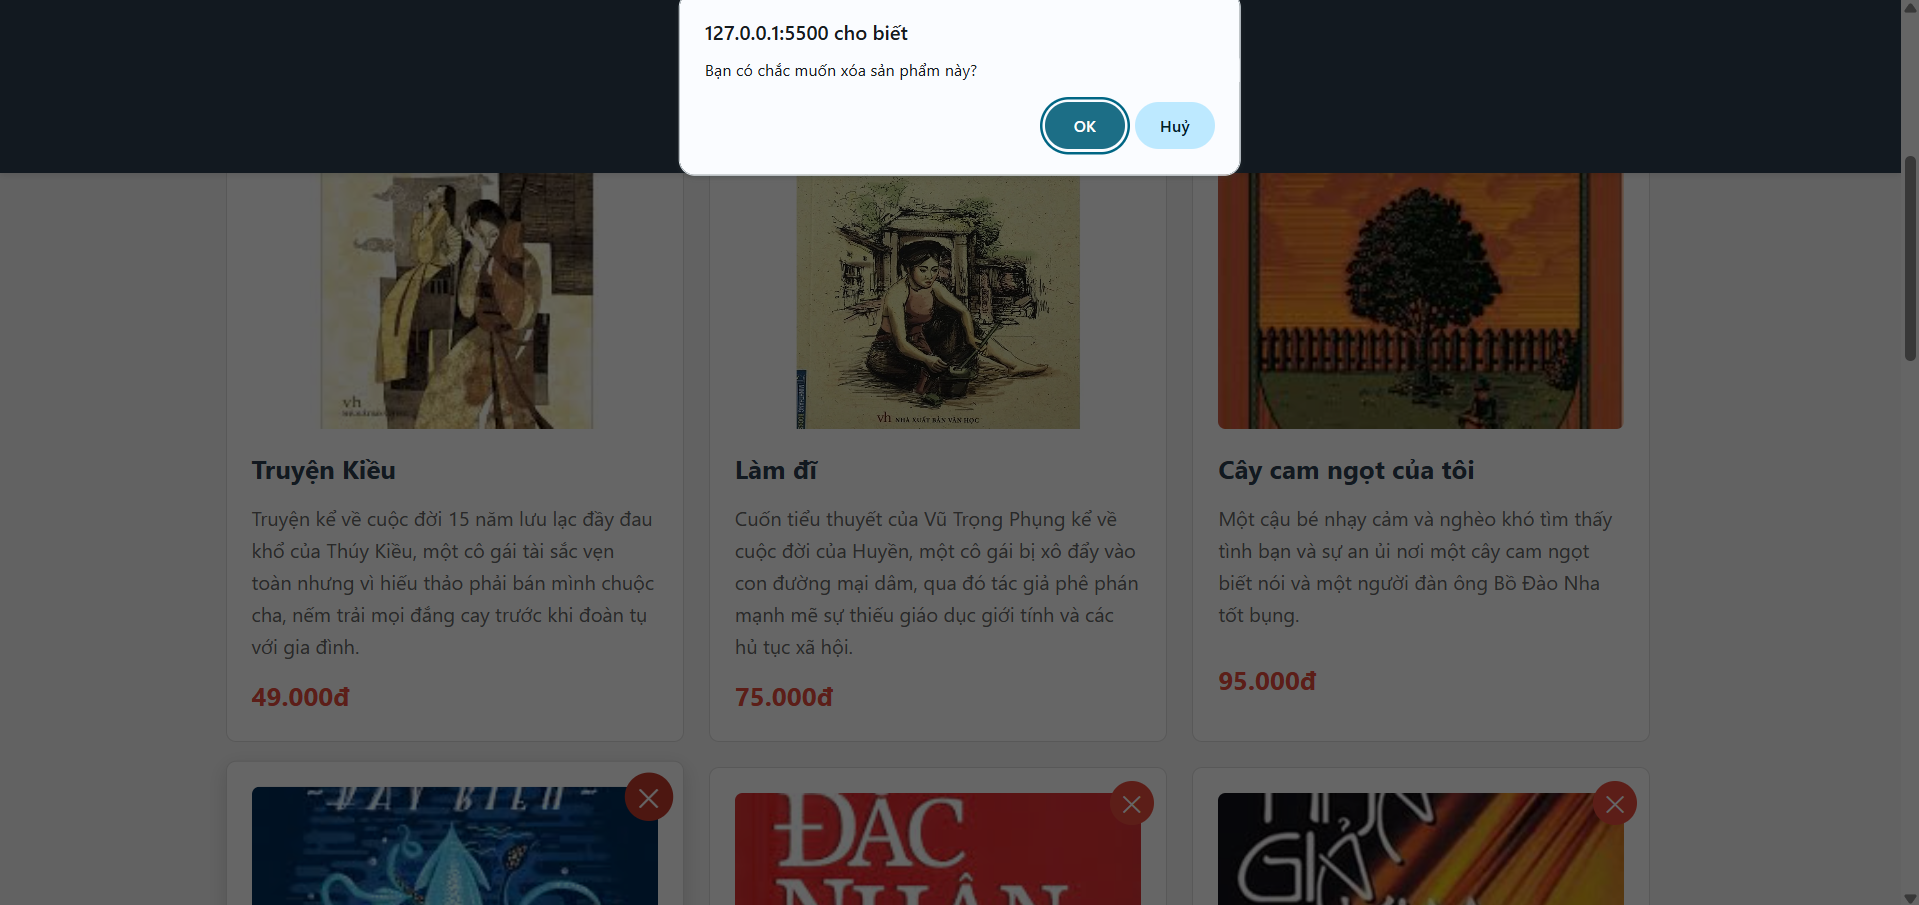 127.0.0.1:5500 cho biết
Bạn có chắc muốn xóa sản phẩm này?
OK
Huỷ
vh
vh NHÀ XUẤT BẢN VĂN HỌC
Truyện Kiều
Truyện kể về cuộc đời 15 năm lưu lạc đầy đau
khổ của Thúy Kiều, một cô gái tài sắc vẹn
toàn nhưng vì hiếu thảo phải bán mình chuộc
cha, nếm trải mọi đắng cay trước khi đoàn tụ
với gia đình.
49.000đ
Làm đĩ
Cuốn tiểu thuyết của Vũ Trọng Phụng kể về
cuộc đời của Huyền, một cô gái bị xô đẩy vào
con đường mại dâm, qua đó tác giả phê phán
mạnh mẽ sự thiếu giáo dục giới tính và các
hủ tục xã hội.
75.000đ
Cây cam ngọt của tôi
Một cậu bé nhạy cảm và nghèo khó tìm thấy
tình bạn và sự an ủi nơi một cây cam ngọt
biết nói và một người đàn ông Bồ Đào Nha
tốt bụng.
95.000đ
ĐẮC
NHÂN
GIẢ